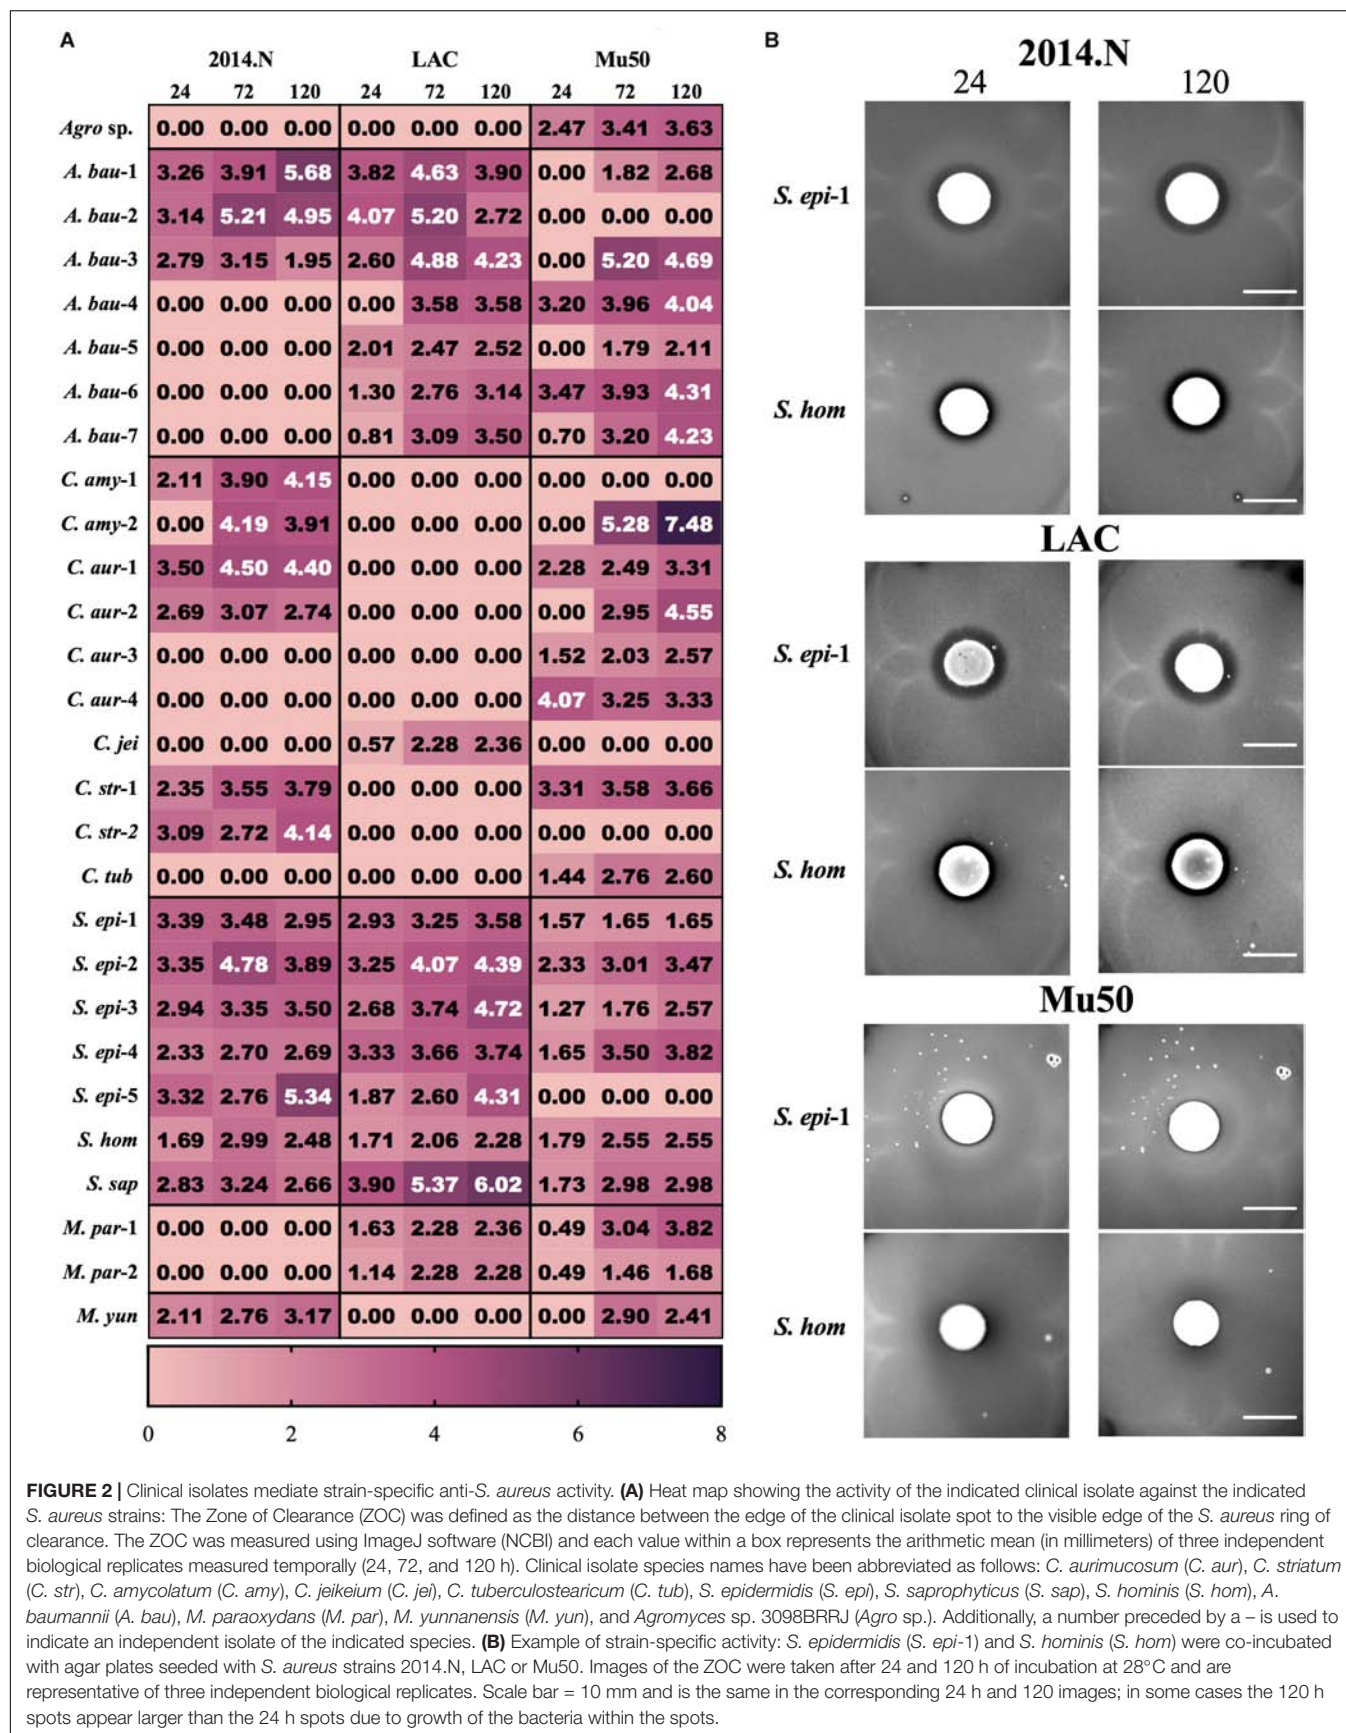 A
2014.N LAC Mu50
24 72 120 24 72 120 24 72 120
Agro sp. 0.00 0.00 0.00 0.00 0.00 0.00 2.47 3.41 3.63
A. bau-1 3.26 3.91 5.68 3.82 4.63 3.90 0.00 1.82 2.68
A. bau-2 3.14 5.21 4.95 4.07 5.20 2.72 0.00 0.00 0.00
A. bau-3 2.79 3.15 1.95 2.60 4.88 4.23 0.00 5.20 4.69
A. bau-4 0.00 0.00 0.00 0.00 3.58 3.58 3.20 3.96 4.04
A. bau-5 0.00 0.00 0.00 2.01 2.47 2.52 0.00 1.79 2.11
A. bau-6 0.00 0.00 0.00 1.30 2.76 3.14 3.47 3.93 4.31
A. bau-7 0.00 0.00 0.00 0.81 3.09 3.50 0.70 3.20 4.23
C. amy-1 2.11 3.90 4.15 0.00 0.00 0.00 0.00 0.00 0.00
C. amy-2 0.00 4.19 3.91 0.00 0.00 0.00 0.00 5.28 7.48
C. aur-1 3.50 4.50 4.40 0.00 0.00 0.00 2.28 2.49 3.31
C. aur-2 2.69 3.07 2.74 0.00 0.00 0.00 0.00 2.95 4.55
C. aur-3 0.00 0.00 0.00 0.00 0.00 0.00 1.52 2.03 2.57
C. aur-4 0.00 0.00 0.00 0.00 0.00 0.00 4.07 3.25 3.33
C. jei 0.00 0.00 0.00 0.57 2.28 2.36 0.00 0.00 0.00
C. str-1 2.35 3.55 3.79 0.00 0.00 0.00 3.31 3.58 3.66
C. str-2 3.09 2.72 4.14 0.00 0.00 0.00 0.00 0.00 0.00
C. tub 0.00 0.00 0.00 0.00 0.00 0.00 1.44 2.76 2.60
S. epi-1 3.39 3.48 2.95 2.93 3.25 3.58 1.57 1.65 1.65
S. epi-2 3.35 4.78 3.89 3.25 4.07 4.39 2.33 3.01 3.47
S. epi-3 2.94 3.35 3.50 2.68 3.74 4.72 1.27 1.76 2.57
S. epi-4 2.33 2.70 2.69 3.33 3.66 3.74 1.65 3.50 3.82
S. epi-5 3.32 2.76 5.34 1.87 2.60 4.31 0.00 0.00 0.00
S. hom 1.69 2.99 2.48 1.71 2.06 2.28 1.79 2.55 2.55
S. sap 2.83 3.24 2.66 3.90 5.37 6.02 1.73 2.98 2.98
M. par-1 0.00 0.00 0.00 1.63 2.28 2.36 0.49 3.04 3.82
M. par-2 0.00 0.00 0.00 1.14 2.28 2.28 0.49 1.46 1.68
M. yun 2.11 2.76 3.17 0.00 0.00 0.00 0.00 2.90 2.41
0 2 4 6 8
B
2014.N
24 120
S. epi-1
S. hom
LAC
S. epi-1
S. hom
Mu50
S. epi-1
S. hom
FIGURE 2 | Clinical isolates mediate strain-specific anti-S. aureus activity. (A) Heat map showing the activity of the indicated clinical isolate against the indicated
S. aureus strains: The Zone of Clearance (ZOC) was defined as the distance between the edge of the clinical isolate spot to the visible edge of the S. aureus ring of
clearance. The ZOC was measured using ImageJ software (NCBI) and each value within a box represents the arithmetic mean (in millimeters) of three independent
biological replicates measured temporally (24, 72, and 120 h). Clinical isolate species names have been abbreviated as follows: C. aurimucosum (C. aur), C. striatum
(C. str), C. amycolatum (C. amy), C. jeikeium (C. jei), C. tuberculostearicum (C. tub), S. epidermidis (S. epi), S. saprophyticus (S. sap), S. hominis (S. hom), A.
baumannii (A. bau), M. paraoxydans (M. par), M. yunnanensis (M. yun), and Agromyces sp. 3098BRRJ (Agro sp.). Additionally, a number preceded by a – is used to
indicate an independent isolate of the indicated species. (B) Example of strain-specific activity: S. epidermidis (S. epi-1) and S. hominis (S. hom) were co-incubated
with agar plates seeded with S. aureus strains 2014.N, LAC or Mu50. Images of the ZOC were taken after 24 and 120 h of incubation at 28°C and are
representative of three independent biological replicates. Scale bar = 10 mm and is the same in the corresponding 24 h and 120 images; in some cases the 120 h
spots appear larger than the 24 h spots due to growth of the bacteria within the spots.